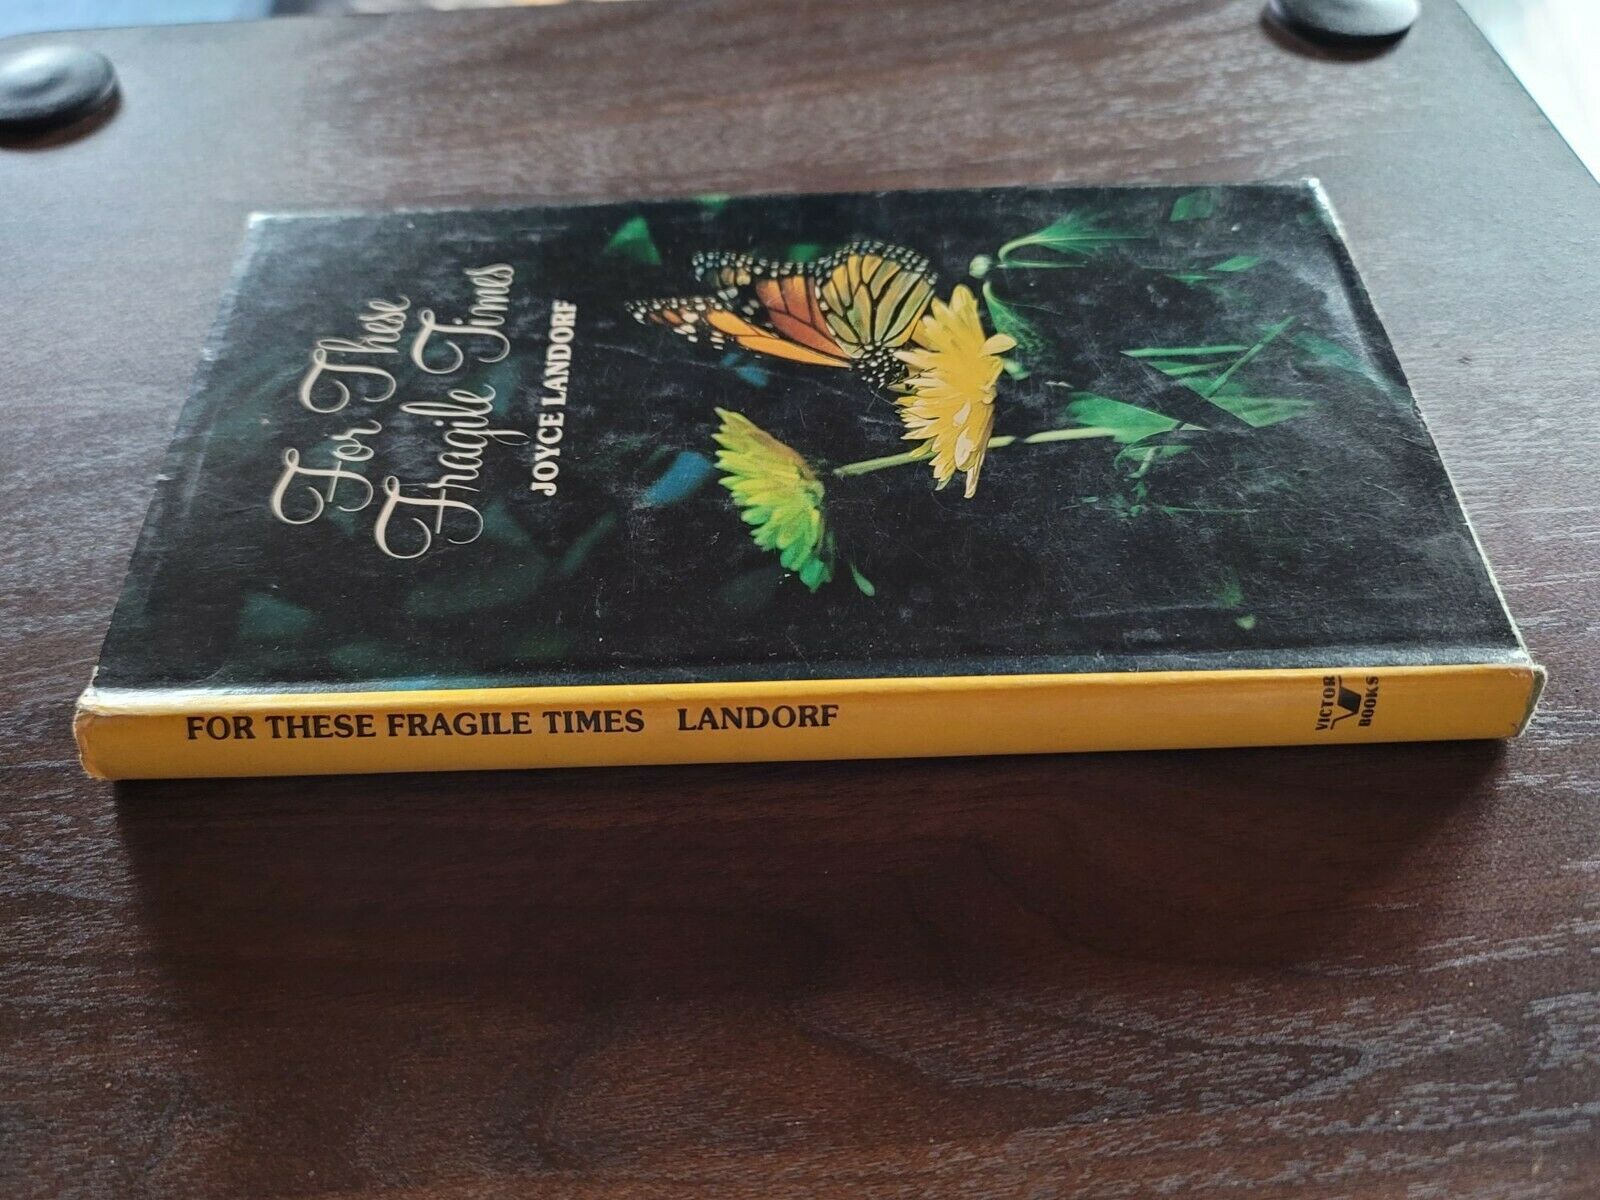 For These
Fragile Times
JOYCE LANDORF
FOR THESE FRAGILE TIMES LANDORF
VICTOR
BOOKS